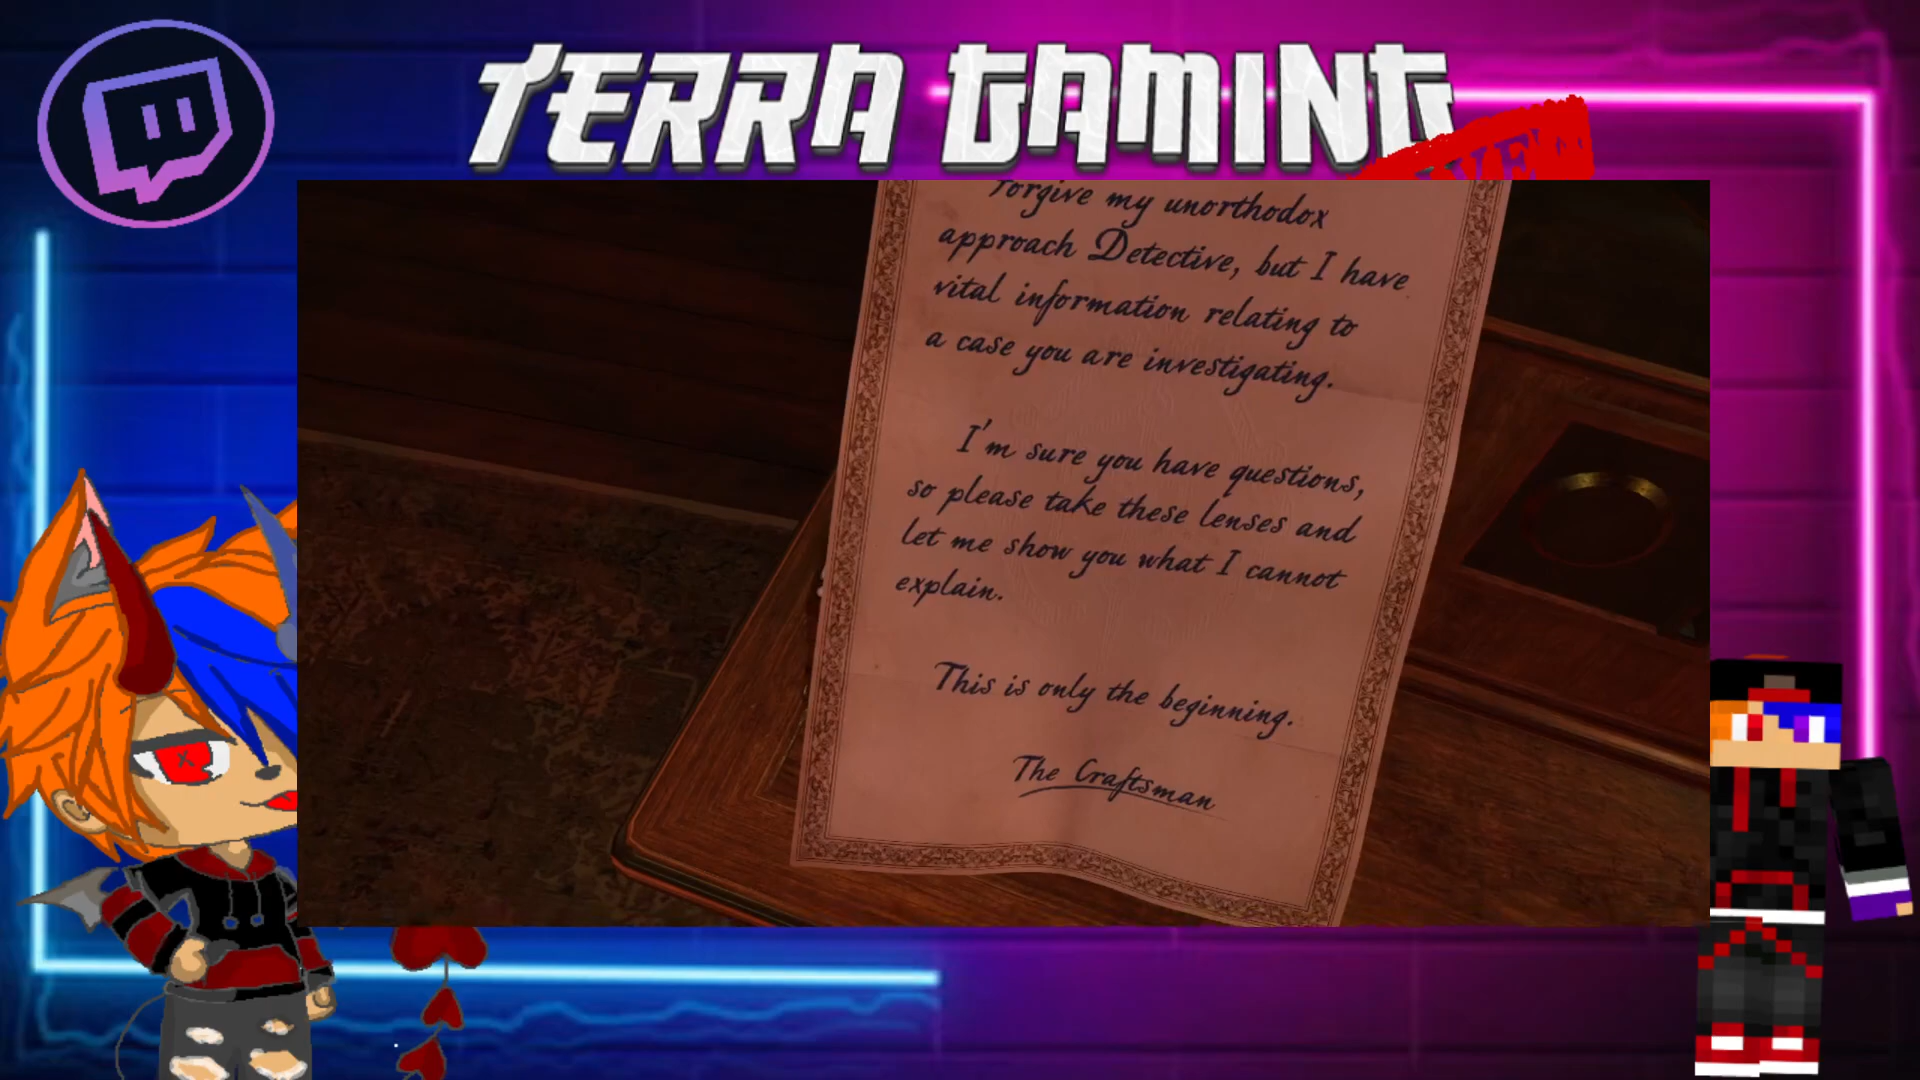 TERRA GAMING
Forgive my unorthodox
approach Detective, but I have
vital information relating to
a case you are investigating.
I'm sure you have questions,
so please take these lenses and
let me show you what I cannot
explain.
This is only the beginning.
The Craftsman